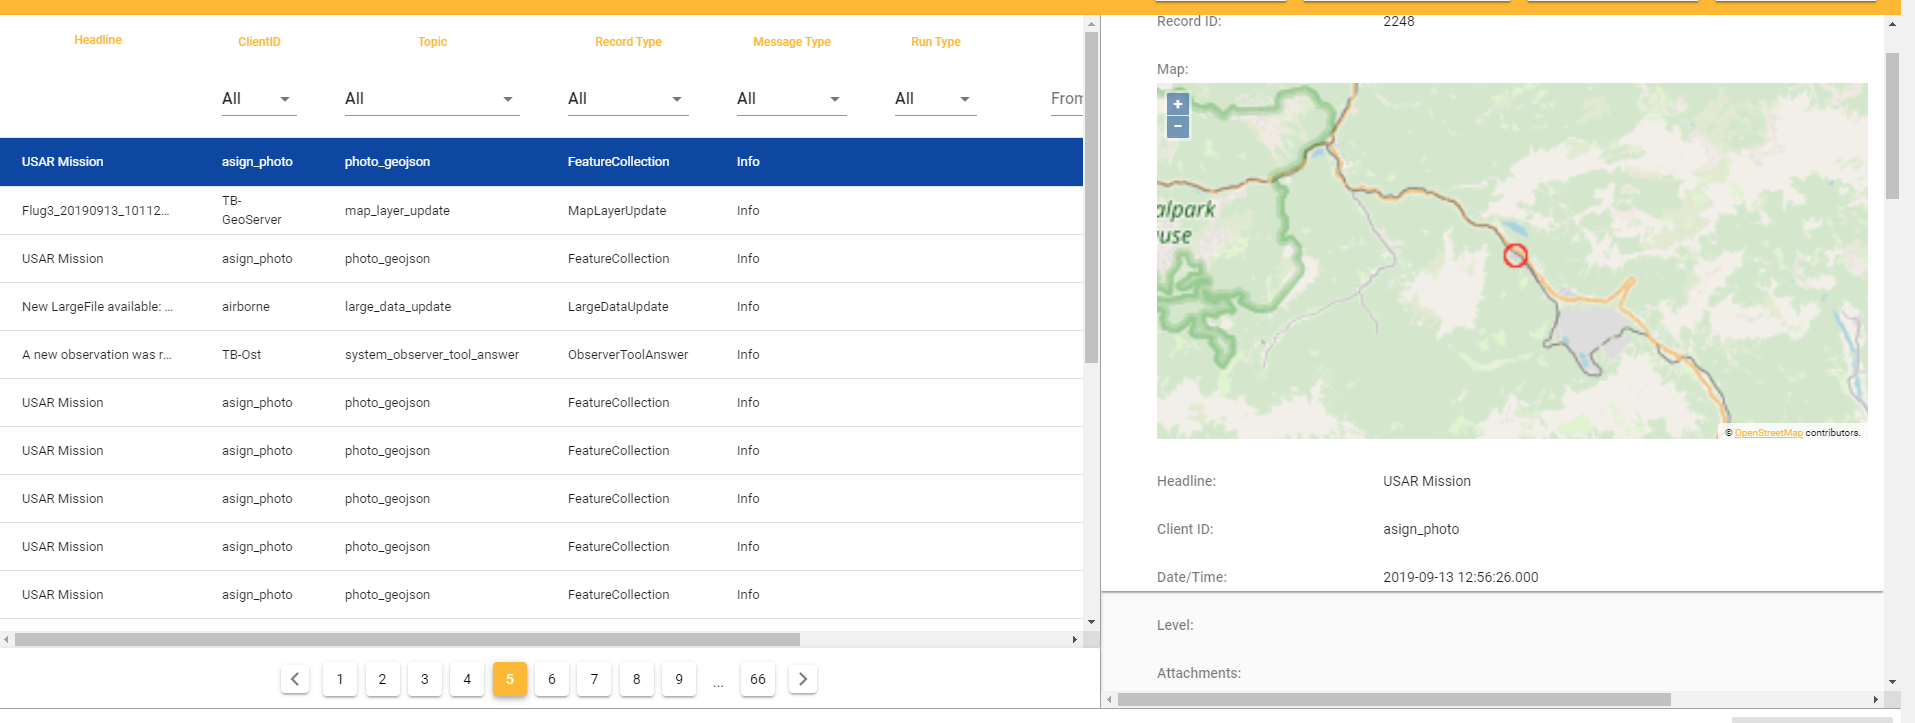 Headline ClientID Topic Record Type Message Type Run Type
All All All All All From
USAR Mission asign_photo photo_geojson FeatureCollection Info
Flug3_20190913_10112... TB-GeoServer map_layer_update MapLayerUpdate Info
USAR Mission asign_photo photo_geojson FeatureCollection Info
New LargeFile available: ... airborne large_data_update LargeDataUpdate Info
A new observation was r... TB-Ost system_observer_tool_answer ObserverToolAnswer Info
USAR Mission asign_photo photo_geojson FeatureCollection Info
USAR Mission asign_photo photo_geojson FeatureCollection Info
USAR Mission asign_photo photo_geojson FeatureCollection Info
USAR Mission asign_photo photo_geojson FeatureCollection Info
USAR Mission asign_photo photo_geojson FeatureCollection Info
1 2 3 4 5 6 7 8 9 ... 66
Record ID: 2248
Map:
+
−
alpark
use
© OpenStreetMap contributors.
Headline: USAR Mission
Client ID: asign_photo
Date/Time: 2019-09-13 12:56:26.000
Level:
Attachments: